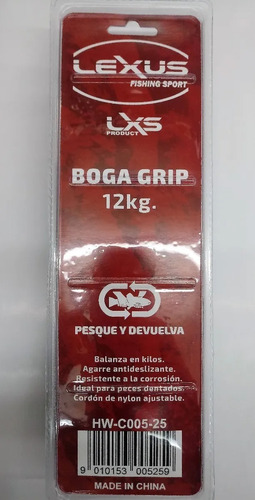 LEXUS
FISHING SPORT
LXS
PRODUCT
BOGA GRIP
12kg.
PESQUE Y DEVUELVA
Balanza en kilos.
Agarre antideslizante.
Resistente a la corrosión.
Ideal para peces dentados.
Cordón de nylon ajustable.
HW-C005-25
9 010153 005259
MADE IN CHINA